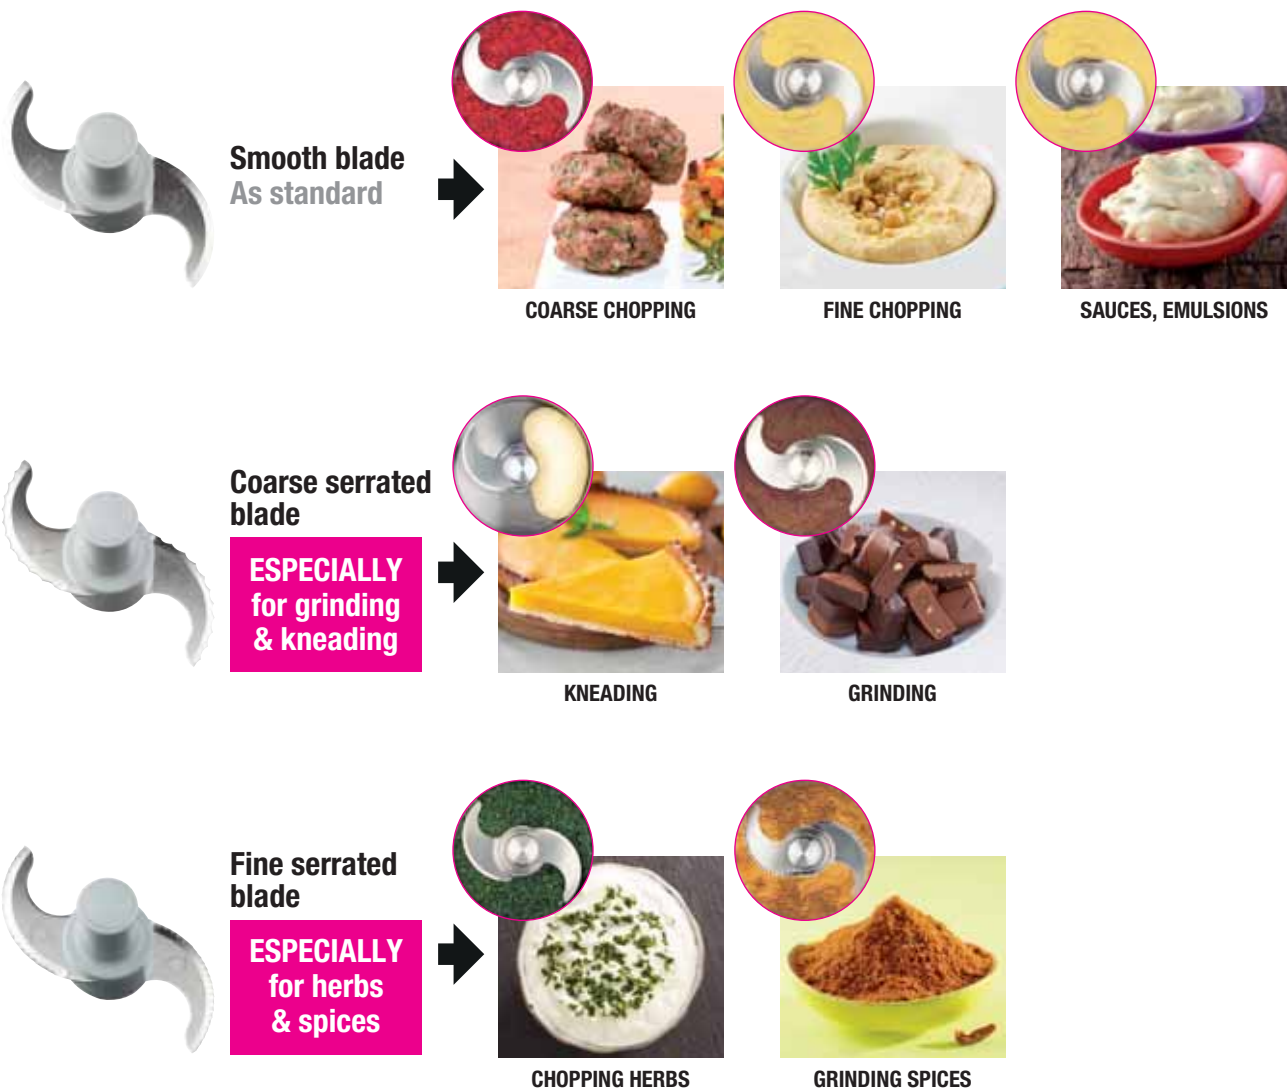 Smooth blade
As standard
COARSE CHOPPING
FINE CHOPPING
SAUCES, EMULSIONS
Coarse serrated
blade
ESPECIALLY
for grinding
& kneading
KNEADING
GRINDING
Fine serrated
blade
ESPECIALLY
for herbs
& spices
CHOPPING HERBS
GRINDING SPICES